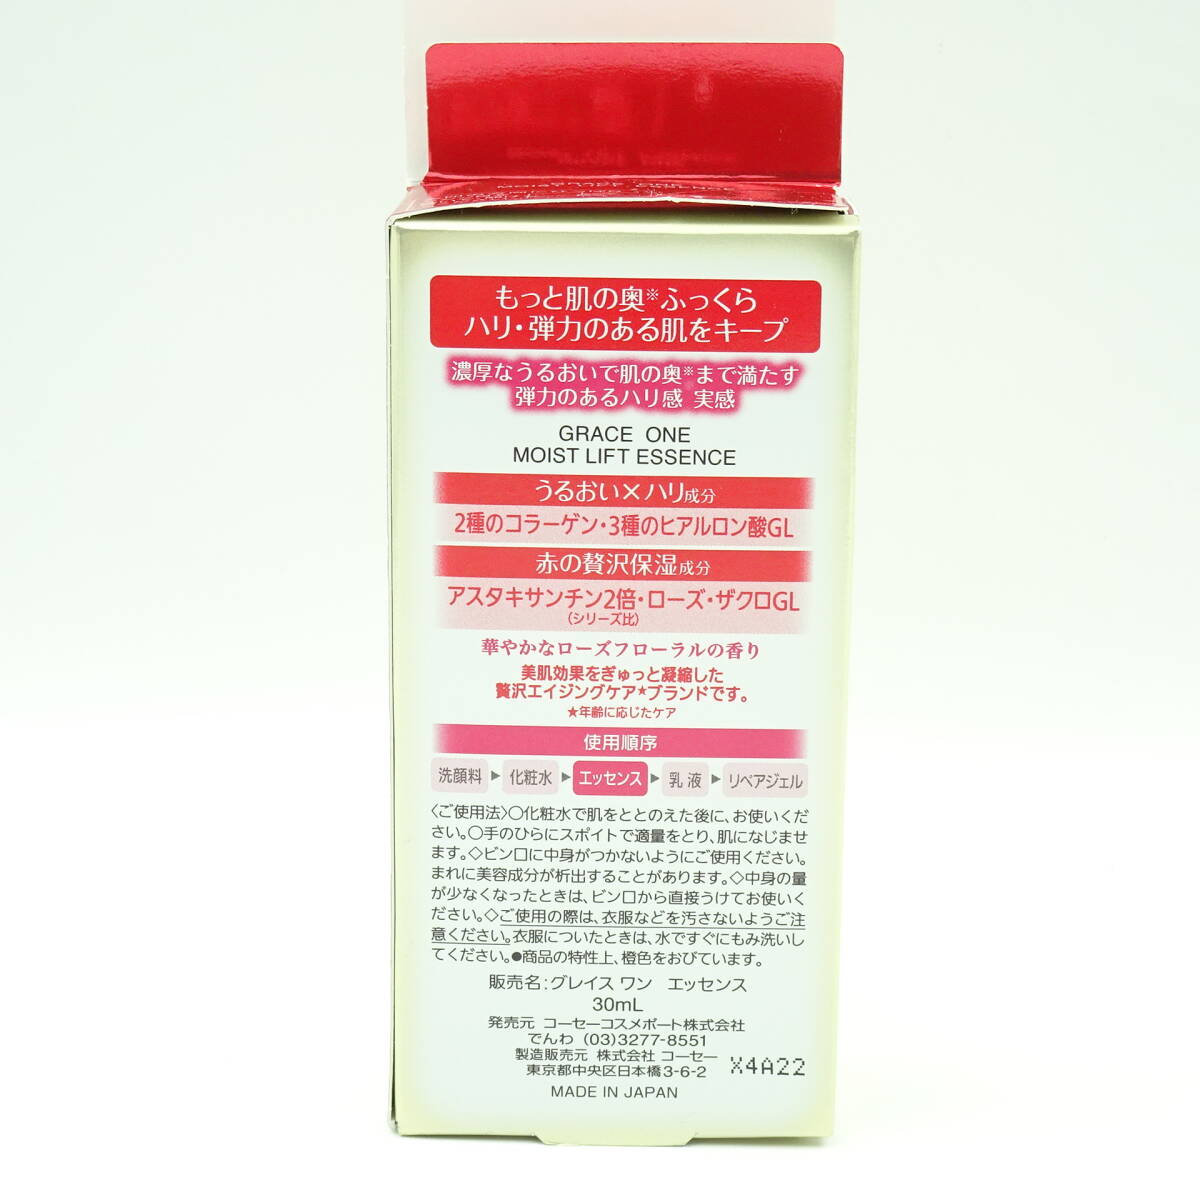 MOIST LIFT ESSENCE
もっと肌の奥※ふっくら
ハリ・弾力のある肌をキープ
濃厚なうるおいで肌の奥※まで満たす
弾力のあるハリ感 実感
GRACE ONE
MOIST LIFT ESSENCE
うるおい×ハリ成分
2種のコラーゲン・3種のヒアルロン酸GL
赤の贅沢保湿成分
アスタキサンチン2倍・ローズ・ザクロGL
(シリーズ比)
華やかなローズフローラルの香り
美肌効果をぎゅっと凝縮した
贅沢エイジングケア★ブランドです。
★年齢に応じたケア
使用順序
洗顔料▶化粧水▶エッセンス▶乳液▶リペアジェル
〈ご使用法〉○化粧水で肌をととのえた後に、お使いくだ
さい。○手のひらにスポイトで適量をとり、肌になじませ
ます。◇ビン口に中身がつかないようにご使用ください。
まれに美容成分が析出することがあります。◇中身の量
が少なくなったときは、ビン口から直接うけてお使いく
ださい。◇ご使用の際は、衣服などを汚さないようご注
意ください。衣服についたときは、水ですぐにもみ洗いし
てください。●商品の特性上、橙色をおびています。
販売名:グレイス ワン エッセンス
30mL
発売元 コーセーコスメポート株式会社
でんわ (03)3277-8551
製造販売元 株式会社 コーセー
東京都中央区日本橋3-6-2
X4A22
MADE IN JAPAN